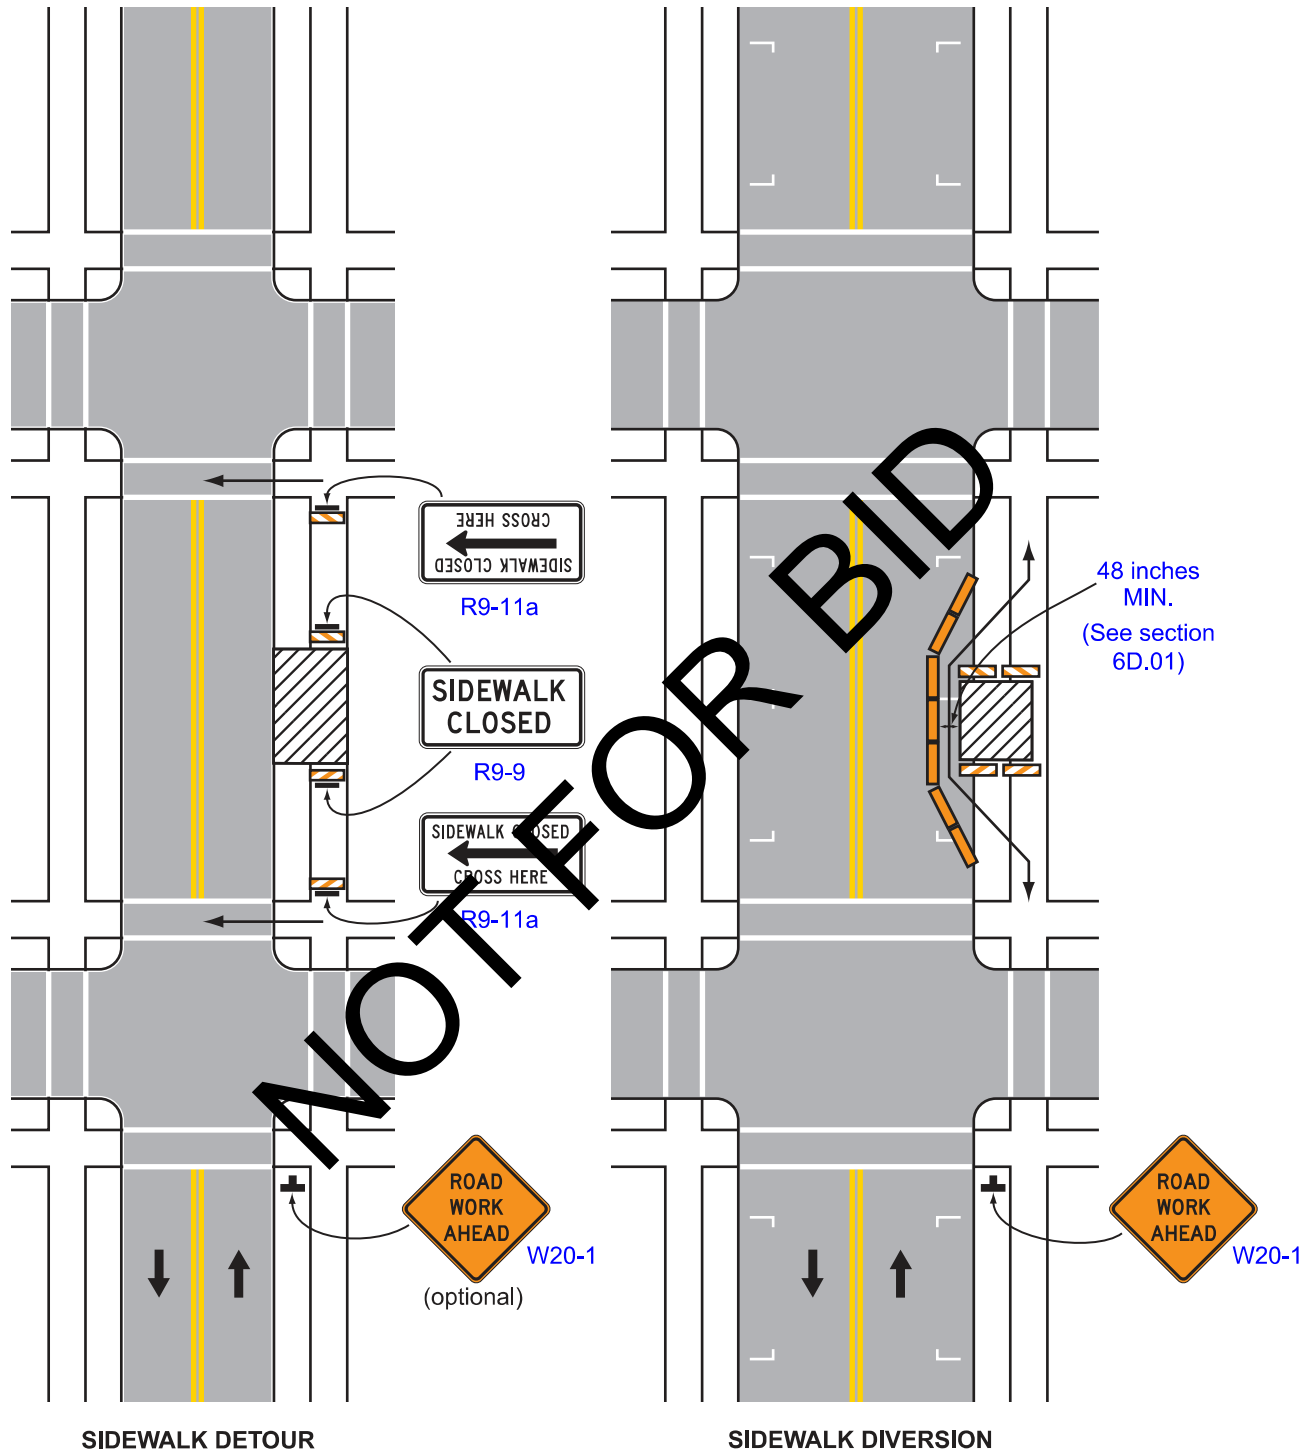 CROSS HERE
SIDEWALK CLOSED
R9-11a
SIDEWALK
CLOSED
R9-9
SIDEWALK CLOSED
CROSS HERE
R9-11a
ROAD
WORK
AHEAD
W20-1
(optional)
SIDEWALK DETOUR
48 inches
MIN.
(See section
6D.01)
ROAD
WORK
AHEAD
W20-1
SIDEWALK DIVERSION
NOT FOR BID